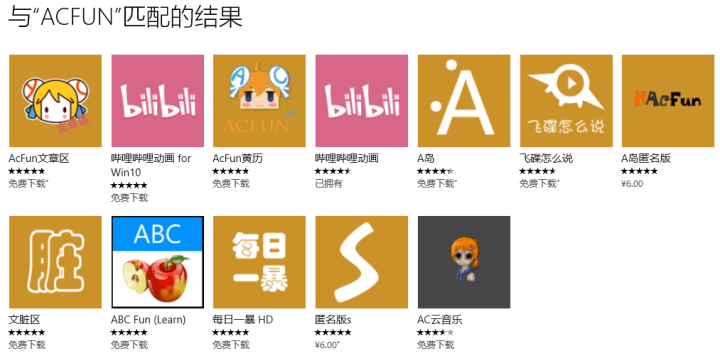 与“ACFUN”匹配的结果
bilibili
AC
ACFUN
bilibili
A
飞碟怎么说
AcFun
AcFun文章区
哔哩哔哩动画 for
Win10
AcFun黄历
哔哩哔哩动画
A岛
飞碟怎么说
A岛匿名版
免费下载*
免费下载
免费下载
已拥有
免费下载*
免费下载*
¥6.00
脏
ABC
每日
一暴
S
文脏区
ABC Fun (Learn)
每日一暴 HD
匿名版s
AC云音乐
免费下载
免费下载
免费下载
¥6.00*
免费下载